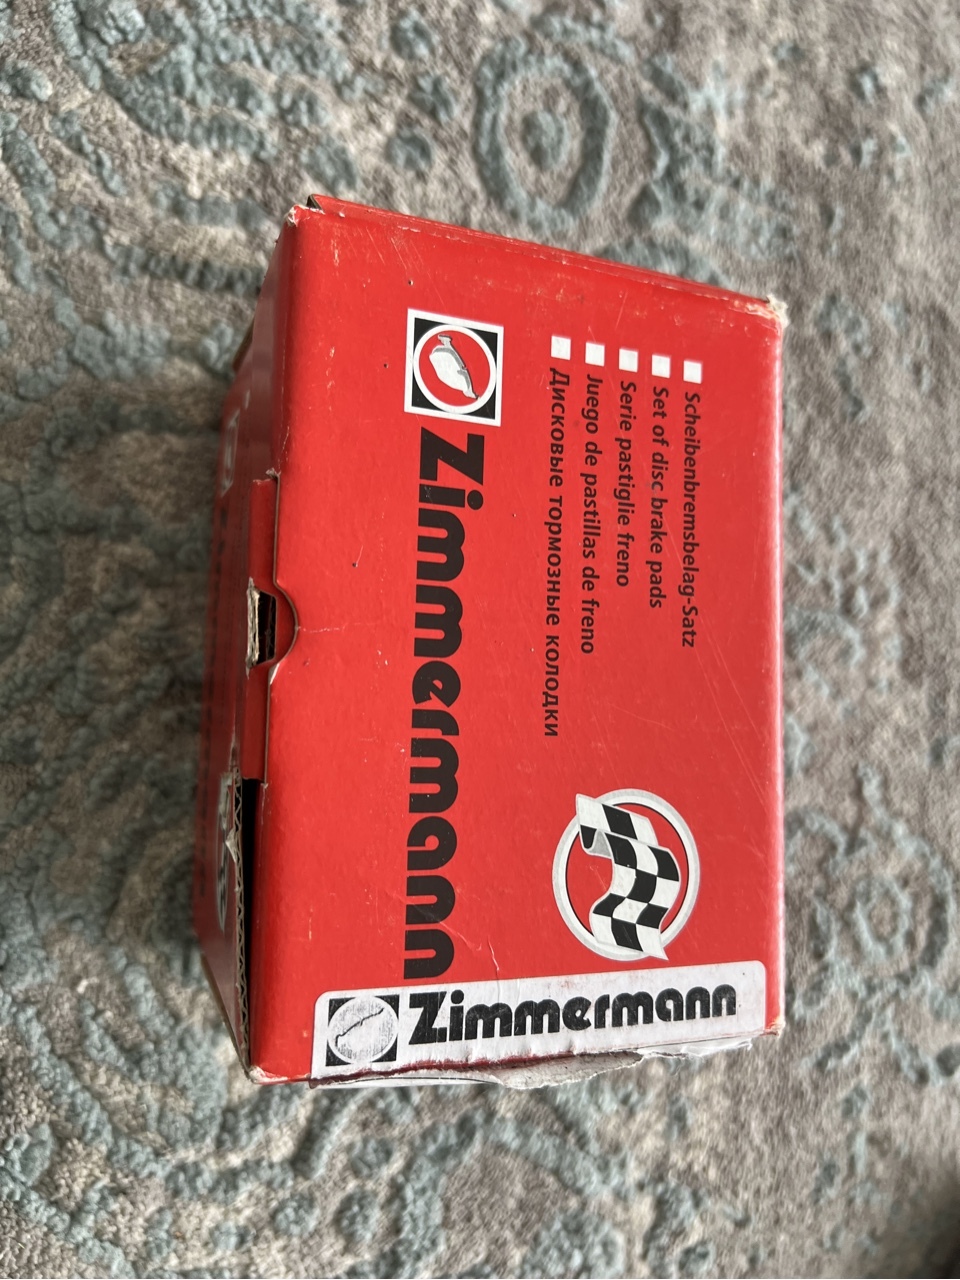 Scheibenbremsbelag-Satz
Set of disc brake pads
Serie pastiglie freno
Juego de pastillas de freno
Дисковые тормозные колодки
Zimmermann
Zimmermann